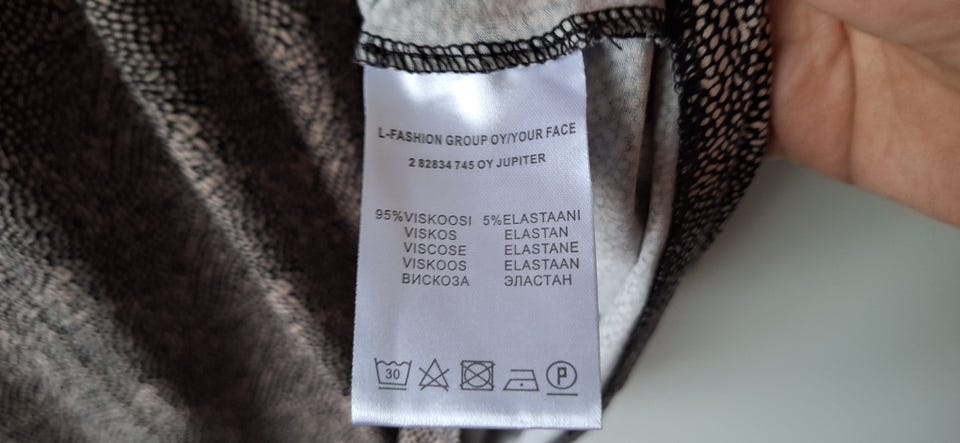 L-FASHION GROUP OY/YOUR FACE
2 82834 745 OY JUPITER
95%VISKOOSI 5%ELASTAANI
VISKOS ELASTAN
VISCOSE ELASTANE
VISKOOS ELASTAAN
ВИСКОЗА ЭЛАСТАН
30 P